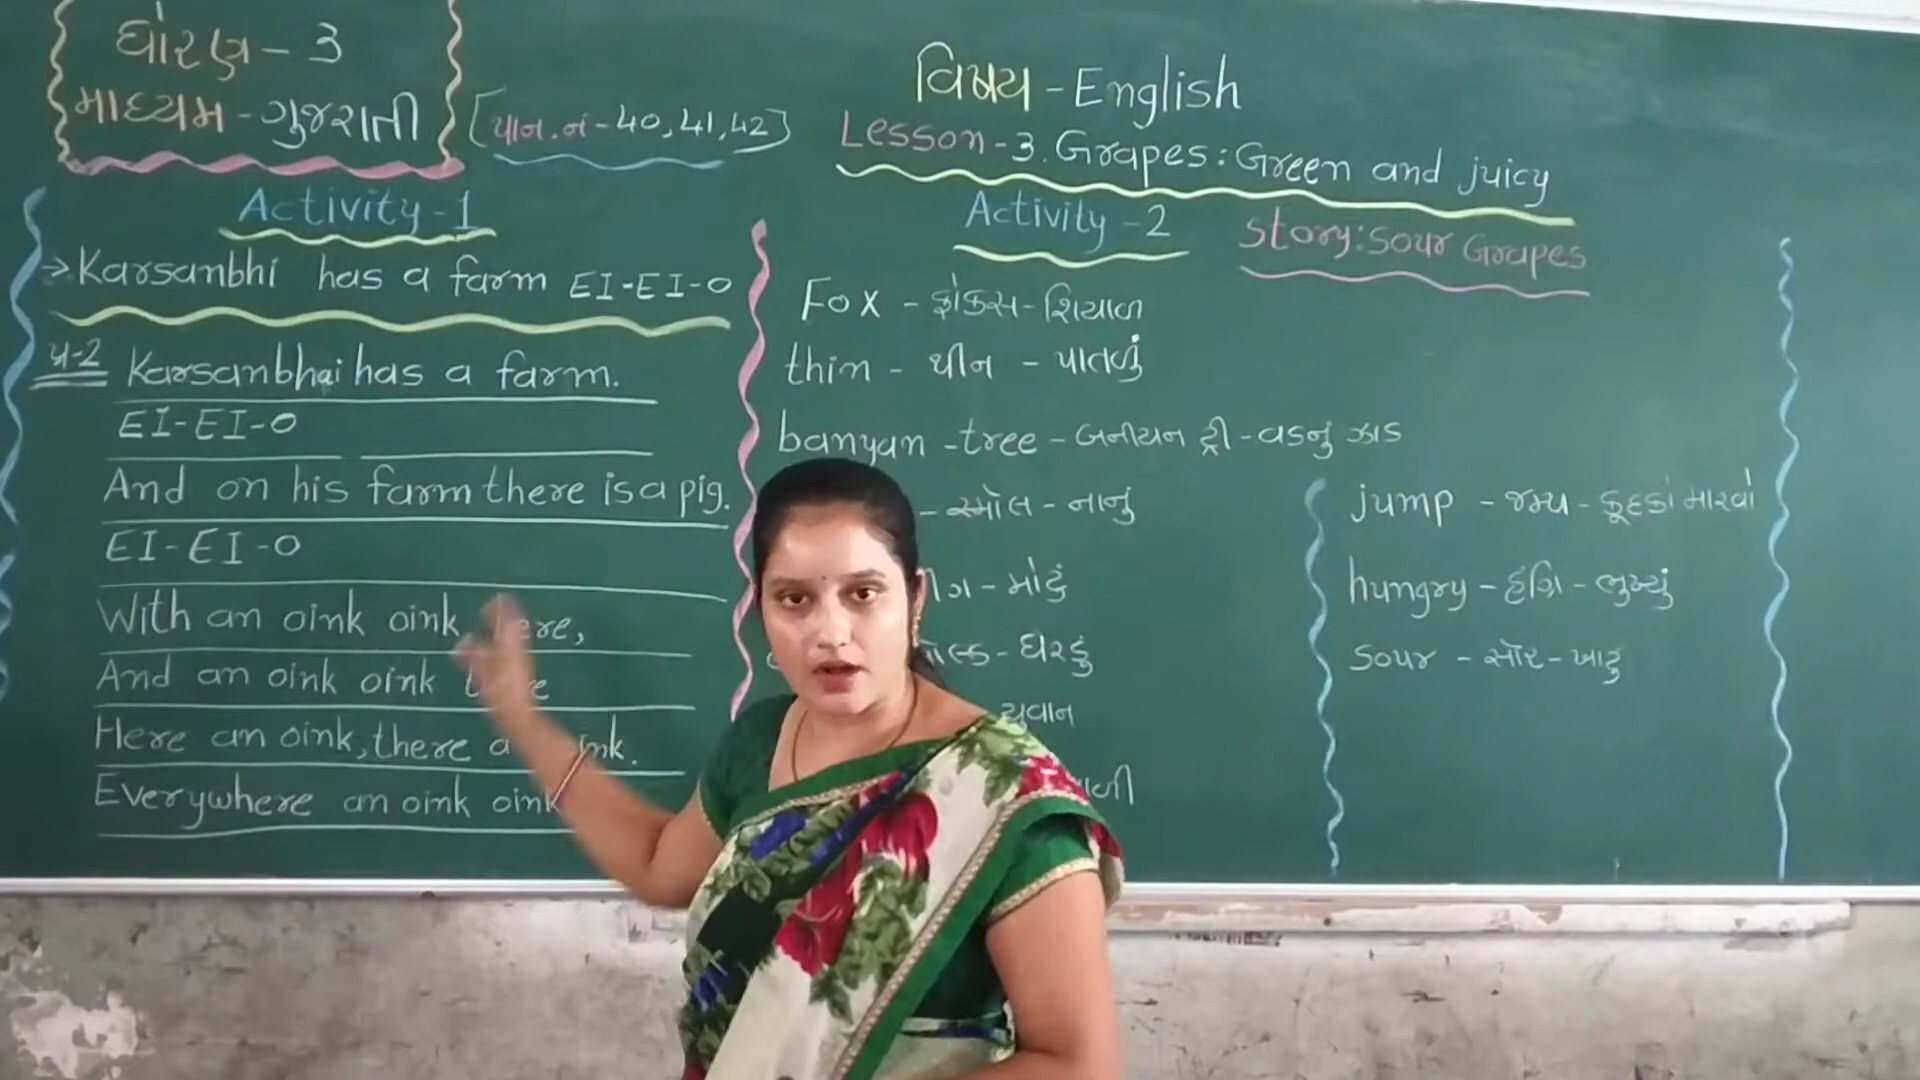 ધોરણ - 3
માધ્યમ - ગુજરાતી
[પાન.નં - 40, 41, 42]
વિષય - English
Lesson - 3. Grapes: Green and juicy
Activity - 1
→ Karsanbhi has a farm EI-EI-O
પ્ર-2 Karsanbhai has a farm.
EI-EI-O
And on his farm there is a pig.
EI-EI-O
With an oink oink
And an oink oink
Here an oink, there
Everywhere an oink oink
Activity - 2
Story: Sour Grapes
Fox - ફોક્સ - શિયાળ
thin - થીન - પાતળું
banyan - tree - બનીયન ટ્રી - વડનું ઝાડ
- સ્મોલ - નાનું
- મોટું
- ઘરડું
યુવાન
jump - જમ્પ - કૂદકો મારવો
hungry - હંગ્રિ - ભુખ્યું
sour - સોર - ખાટું